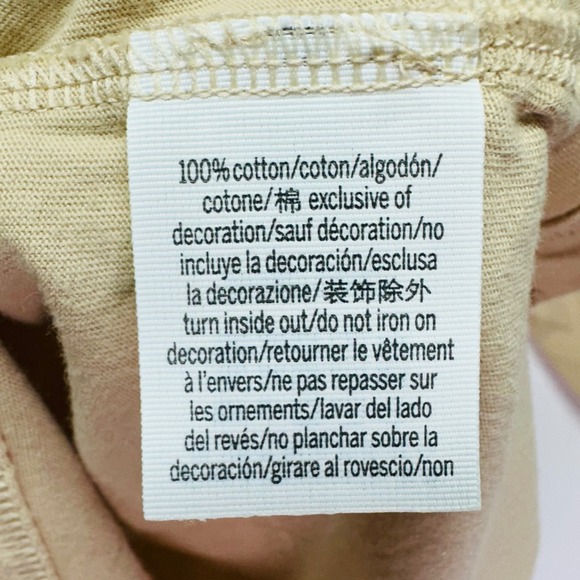 100% cotton/coton/algodón/
cotone/棉 exclusive of
decoration/sauf décoration/no
incluye la decoración/esclusa
la decorazione/装饰除外
turn inside out/do not iron on
decoration/retourner le vêtement
à l'envers/ne pas repasser sur
les ornements/lavar del lado
del revés/no planchar sobre la
decoración/girare al rovescio/non